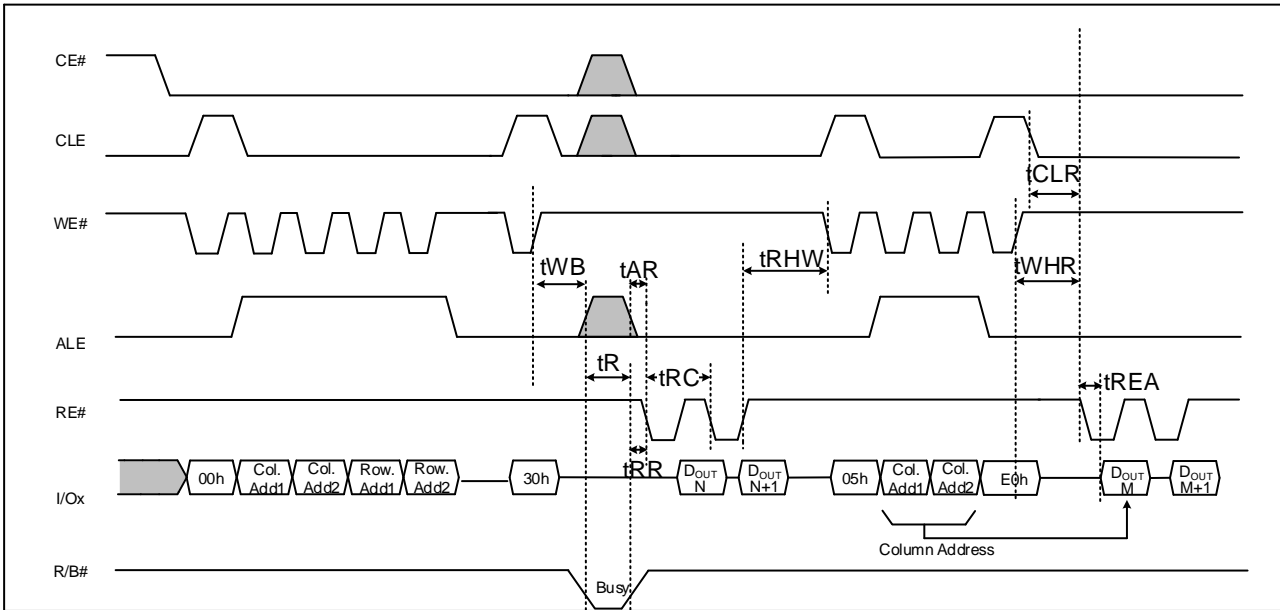 CE#
CLE
tCLR
WE#
tWB
tAR
tRHW
tWHR
ALE
tR
tRC
tREA
RE#
tRR
I/Ox
00h
Col.
Add1
Col.
Add2
Row.
Add1
Row.
Add2
30h
DOUT
N
DOUT
N+1
05h
Col.
Add1
Col.
Add2
E0h
DOUT
M
DOUT
M+1
Column Address
R/B#
Busy